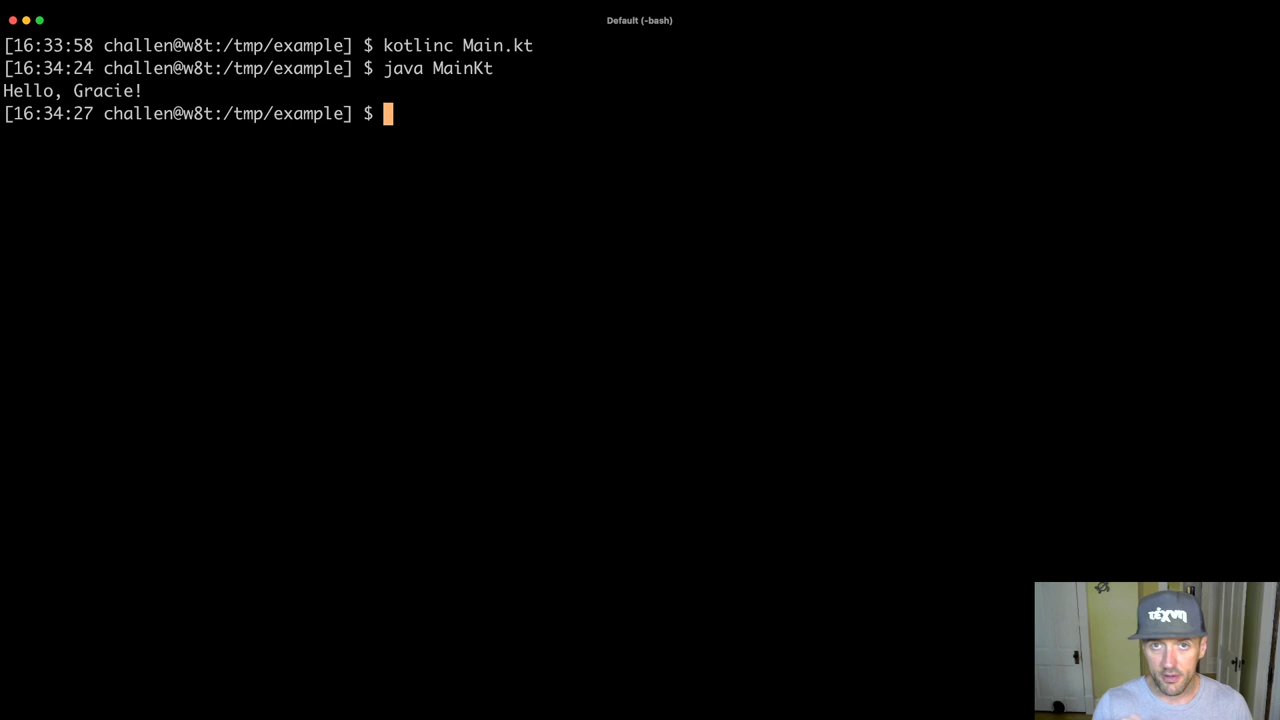 Default (-bash)
[16:33:58 challen@w8t:/tmp/example] $ kotlinc Main.kt
[16:34:24 challen@w8t:/tmp/example] $ java MainKt
Hello, Gracie!
[16:34:27 challen@w8t:/tmp/example] $
τέχνη